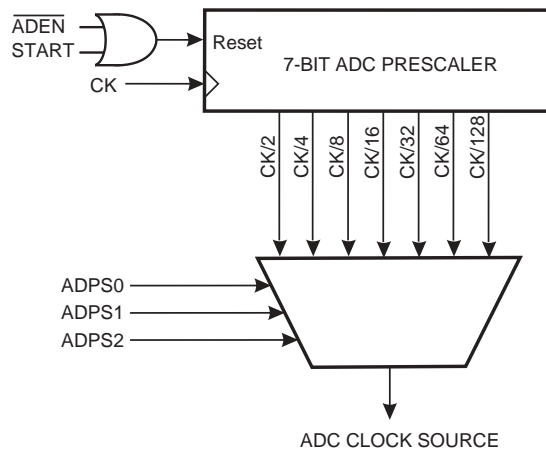 ADEN
START
Reset
7-BIT ADC PRESCALER
CK
CK/2
CK/4
CK/8
CK/16
CK/32
CK/64
CK/128
ADPS0
ADPS1
ADPS2
ADC CLOCK SOURCE